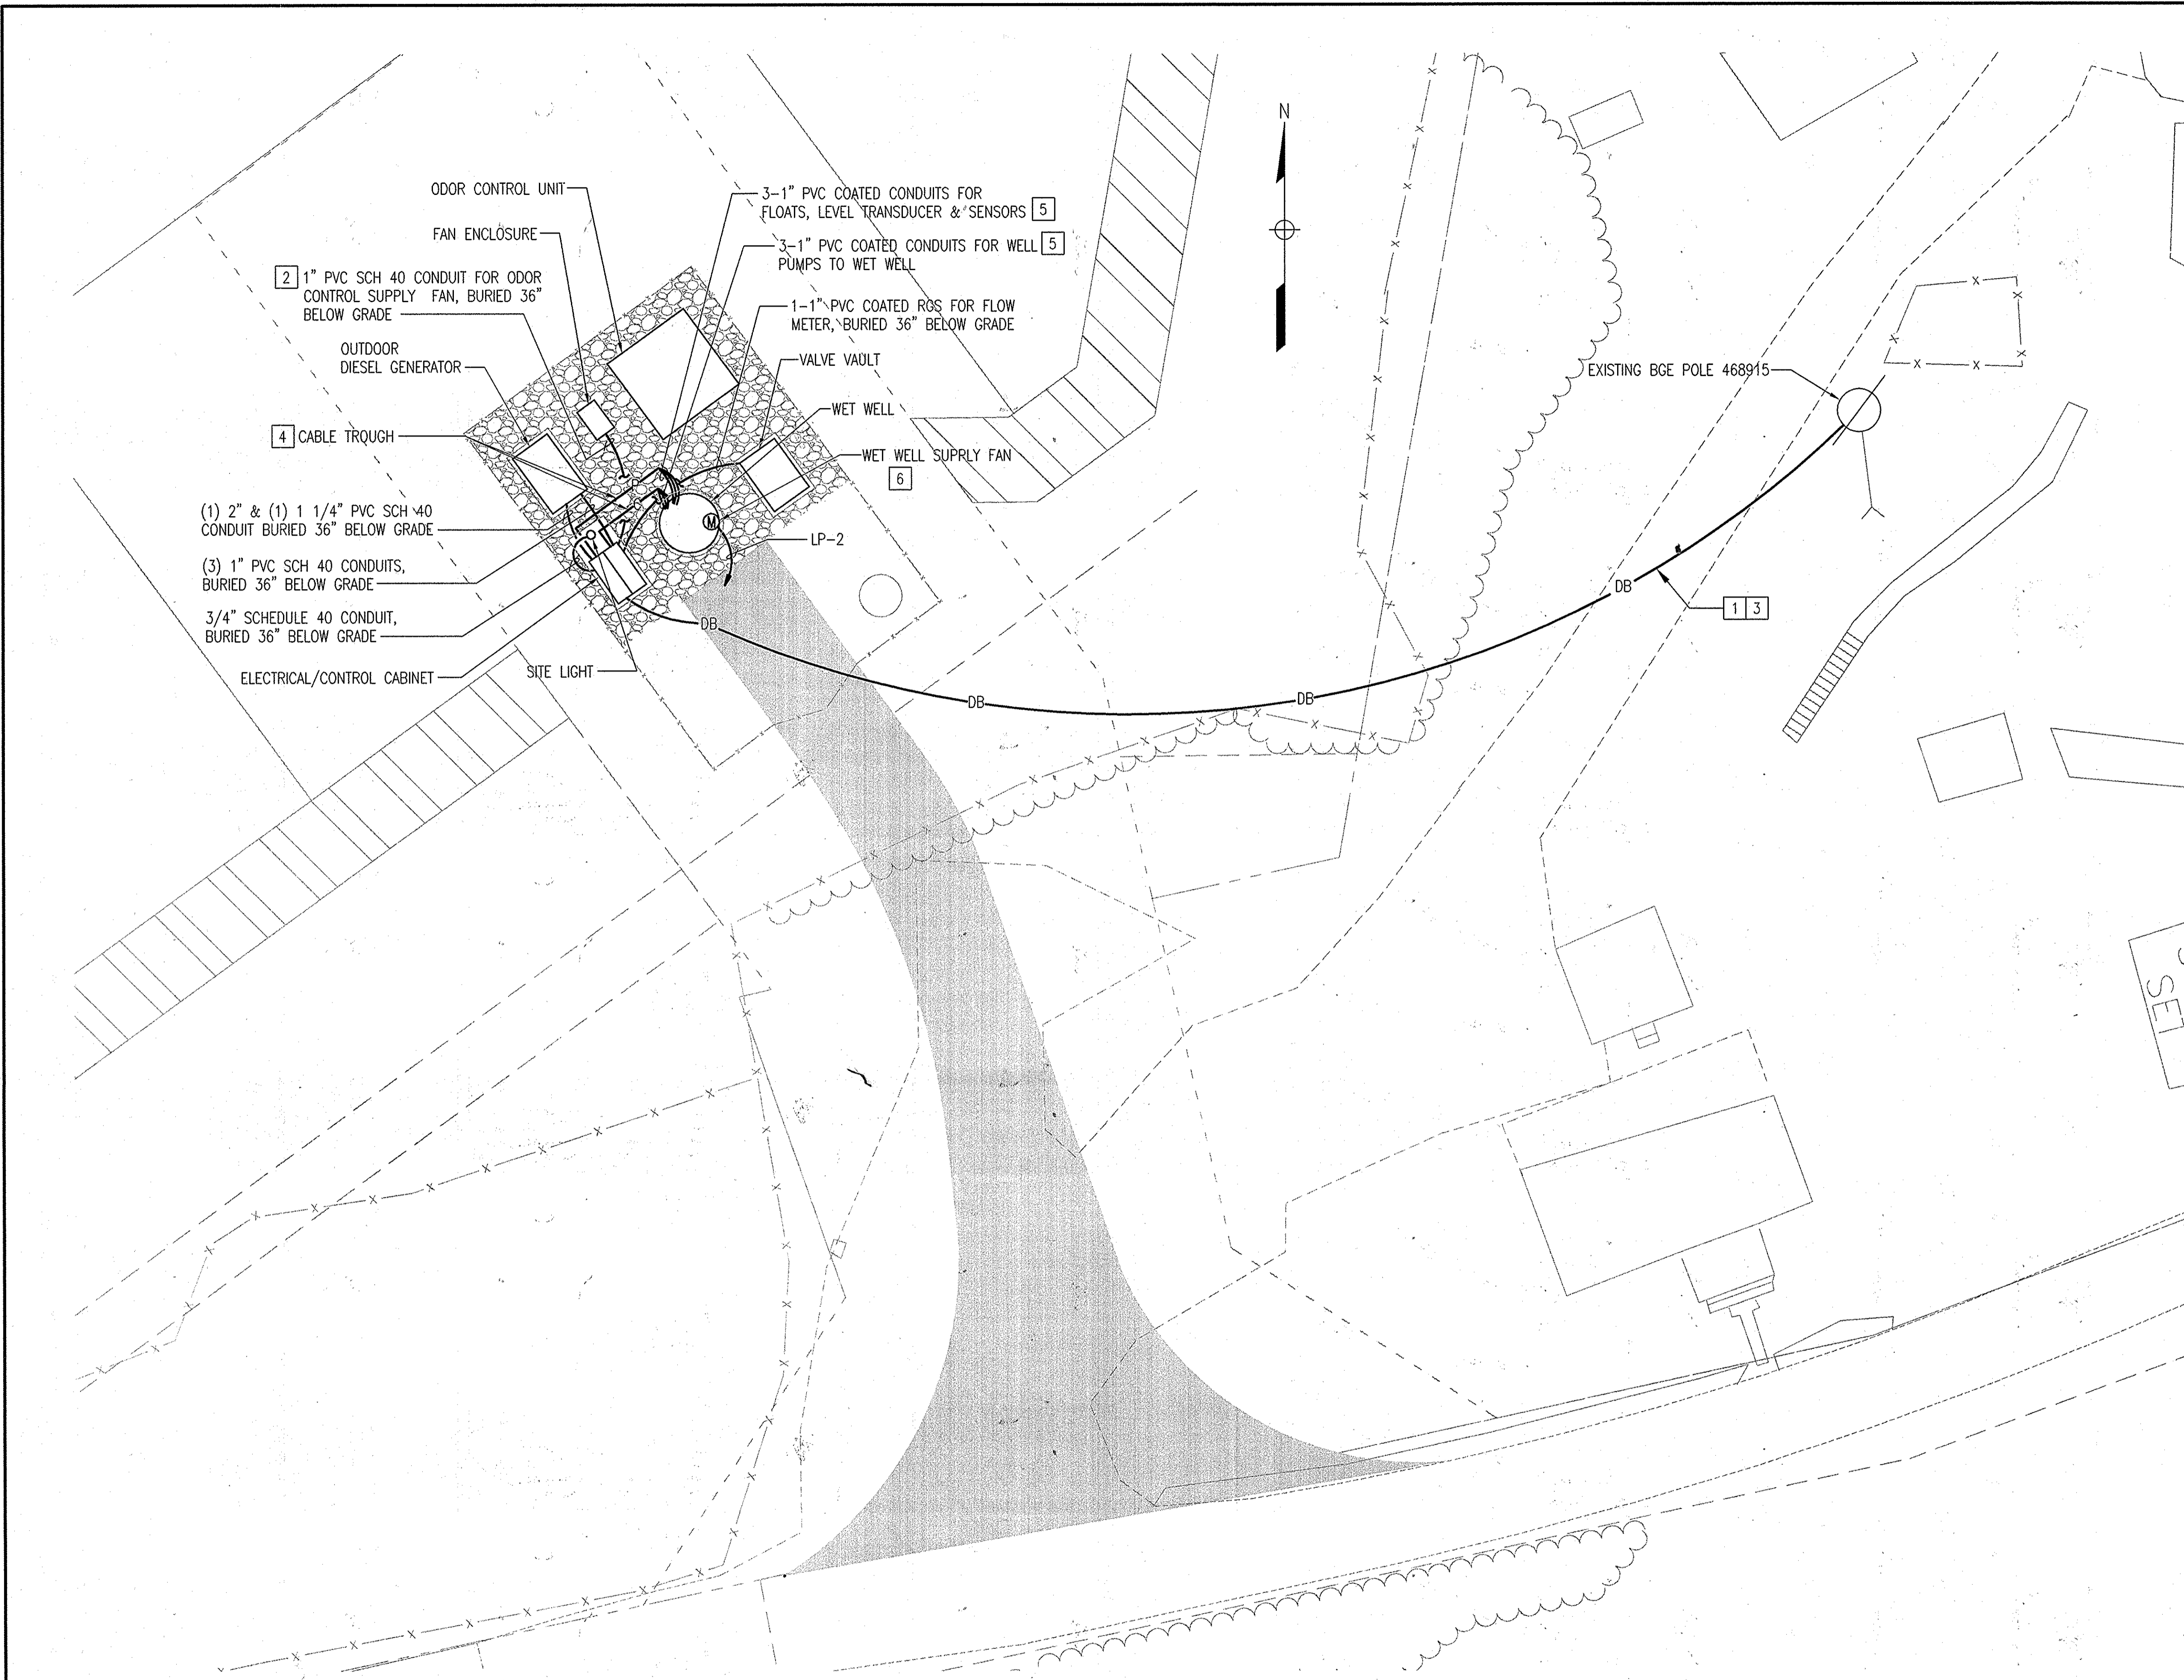 N
ODOR CONTROL UNIT
FAN ENCLOSURE
2 1" PVC SCH 40 CONDUIT FOR ODOR
CONTROL SUPPLY FAN, BURIED 36"
BELOW GRADE
OUTDOOR
DIESEL GENERATOR
4 CABLE TROUGH
(1) 2" & (1) 1 1/4" PVC SCH 40
CONDUIT BURIED 36" BELOW GRADE
(3) 1" PVC SCH 40 CONDUITS,
BURIED 36" BELOW GRADE
3/4" SCHEDULE 40 CONDUIT,
BURIED 36" BELOW GRADE
ELECTRICAL/CONTROL CABINET
SITE LIGHT
3-1" PVC COATED CONDUITS FOR
FLOATS, LEVEL TRANSDUCER & SENSORS 5
3-1" PVC COATED CONDUITS FOR WELL 5
PUMPS TO WET WELL
1-1" PVC COATED RGS FOR FLOW
METER, BURIED 36" BELOW GRADE
VALVE VAULT
WET WELL
WET WELL SUPPLY FAN
6
M
LP-2
EXISTING BGE POLE 468915
DB
DB
DB
DB
1 3